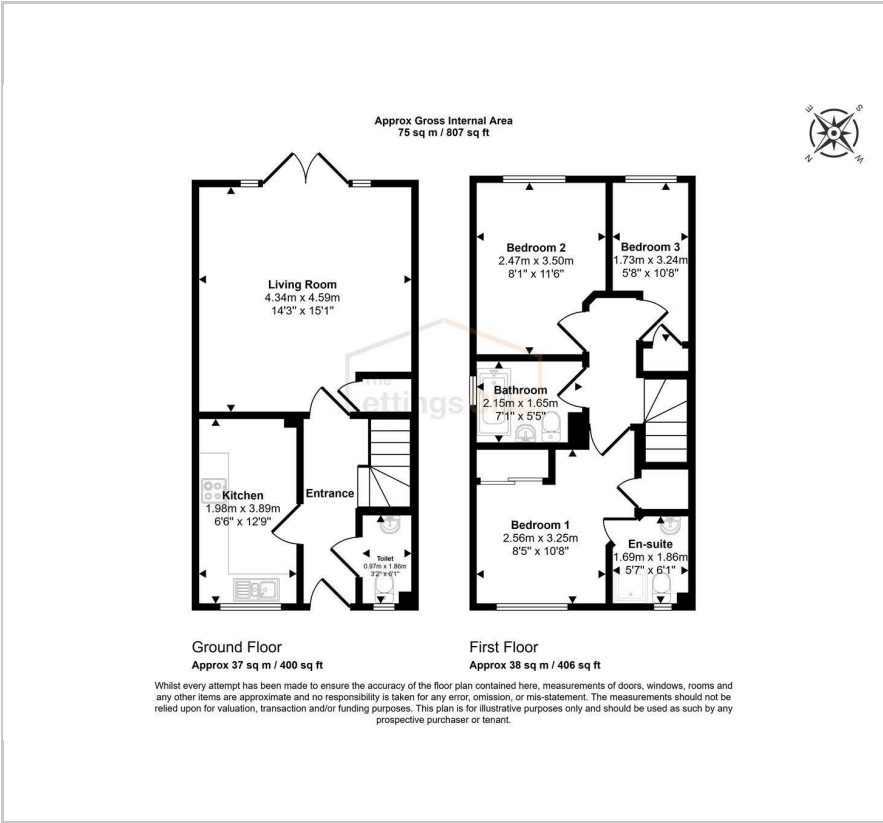 Approx Gross Internal Area
75 sq m / 807 sq ft
E
S
N
W
Living Room
4.34m x 4.59m
14'3" x 15'1"
Kitchen
1.98m x 3.89m
6'6" x 12'9"
Entrance
Toilet
0.97m x 1.86m
3'2" x 6'1"
Bedroom 2
2.47m x 3.50m
8'1" x 11'6"
Bedroom 3
1.73m x 3.24m
5'8" x 10'8"
Bathroom
2.15m x 1.65m
7'1" x 5'5"
Bedroom 1
2.56m x 3.25m
8'5" x 10'8"
En-suite
1.69m x 1.86m
5'7" x 6'1"
The
Lettings
Ground Floor
Approx 37 sq m / 400 sq ft
First Floor
Approx 38 sq m / 406 sq ft
Whilst every attempt has been made to ensure the accuracy of the floor plan contained here, measurements of doors, windows, rooms and
any other items are approximate and no responsibility is taken for any error, omission, or mis-statement. The measurements should not be
relied upon for valuation, transaction and/or funding purposes. This plan is for illustrative purposes only and should be used as such by any
prospective purchaser or tenant.